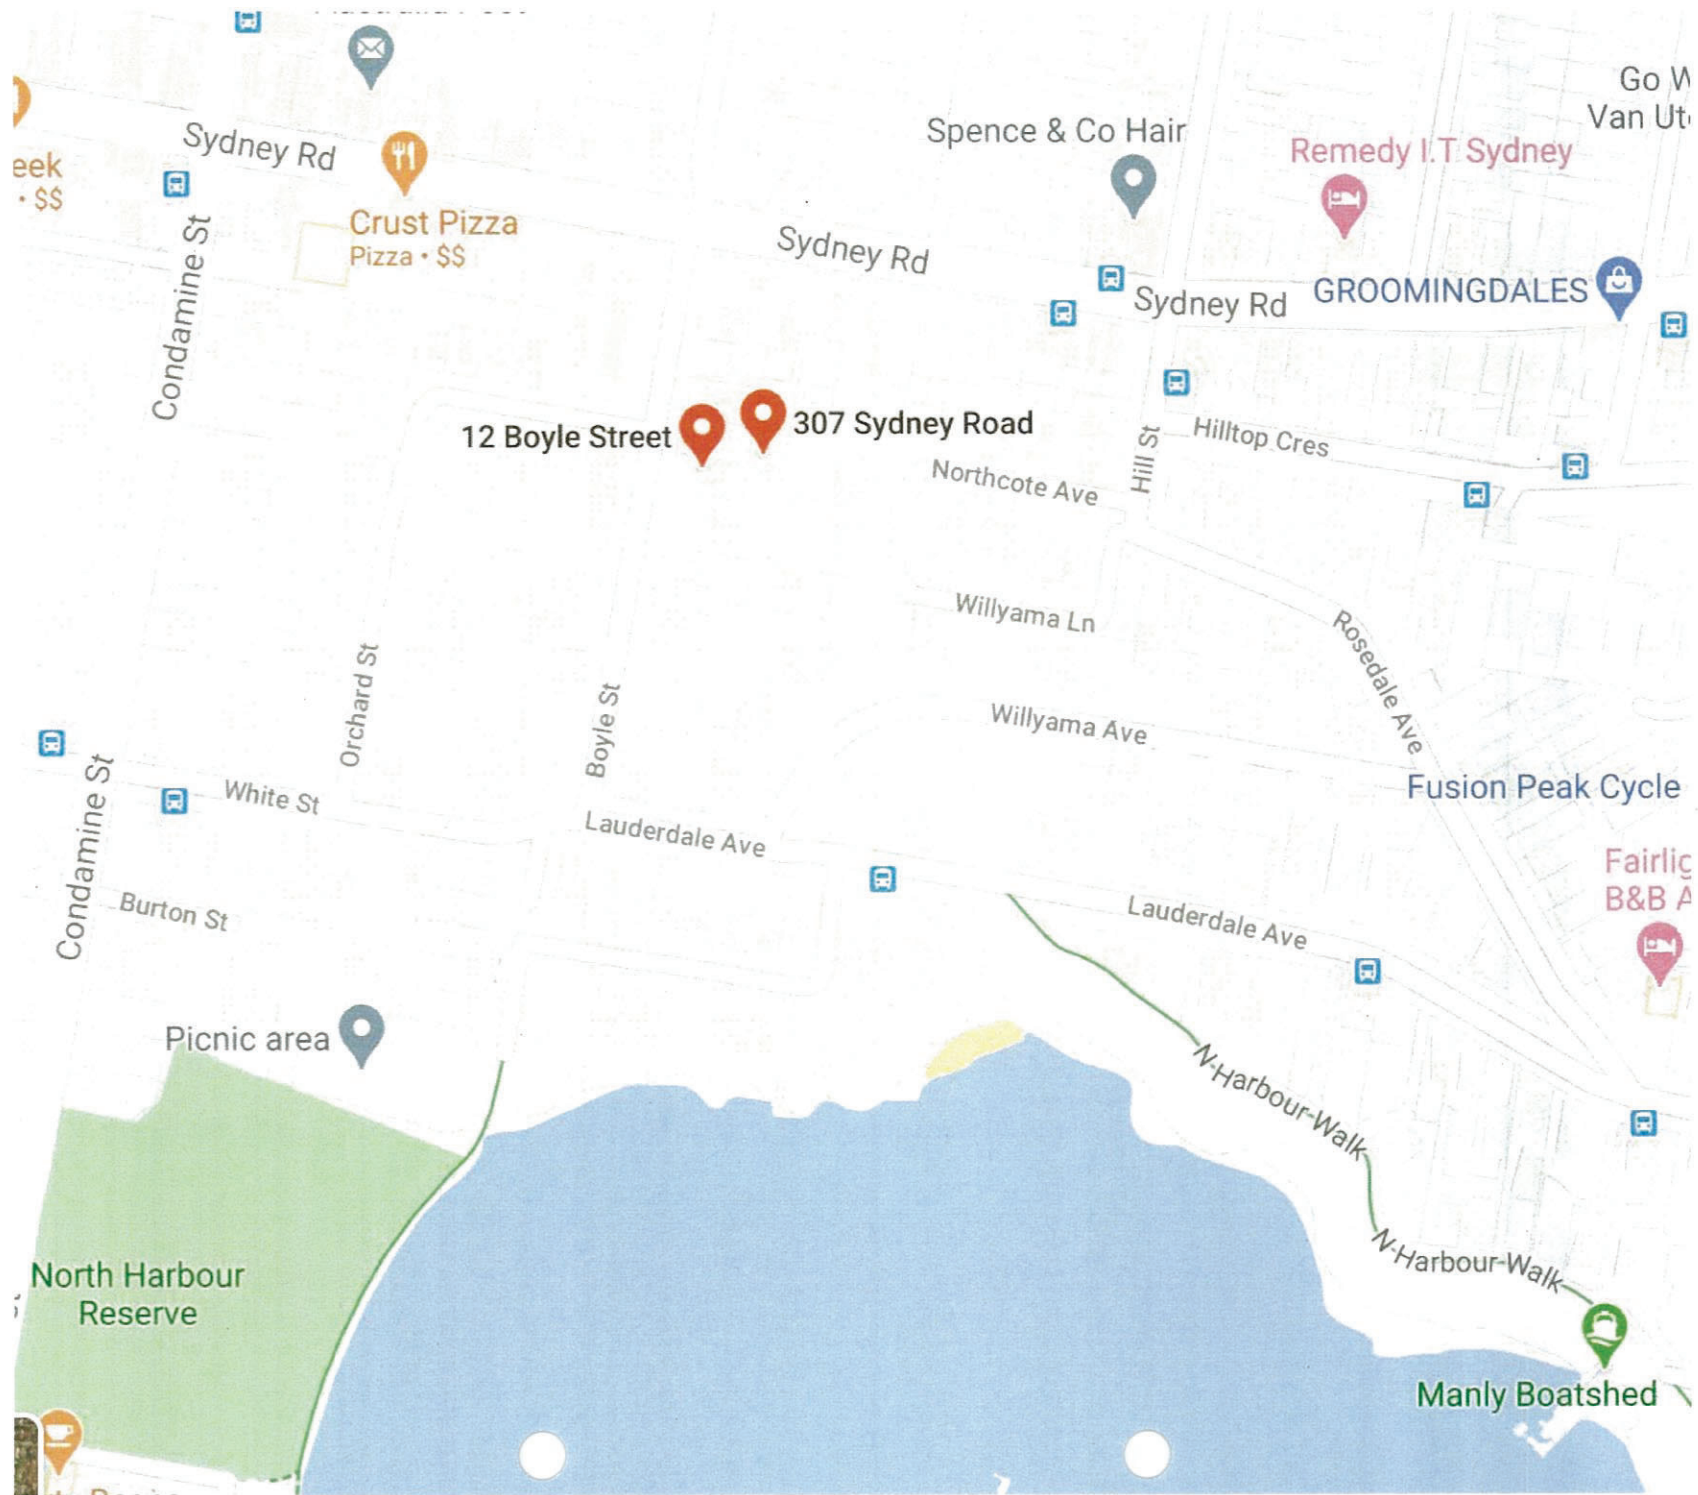 Go W
Van Ut
Spence & Co Hair
Remedy I.T Sydney
Sydney Rd
eek
· $$
Crust Pizza
Pizza · $$
Condamine St
Sydney Rd
GROOMINGDALES
Sydney Rd
12 Boyle Street
307 Sydney Road
Hilltop Cres
Hill St
Northcote Ave
Willyama Ln
Rosedale Ave
Orchard St
Boyle St
Willyama Ave
Condamine St
White St
Fusion Peak Cycle
Lauderdale Ave
Fairlig
B&B A
Burton St
Lauderdale Ave
Picnic area
N-Harbour-Walk
N-Harbour-Walk
North Harbour
Reserve
Manly Boatshed